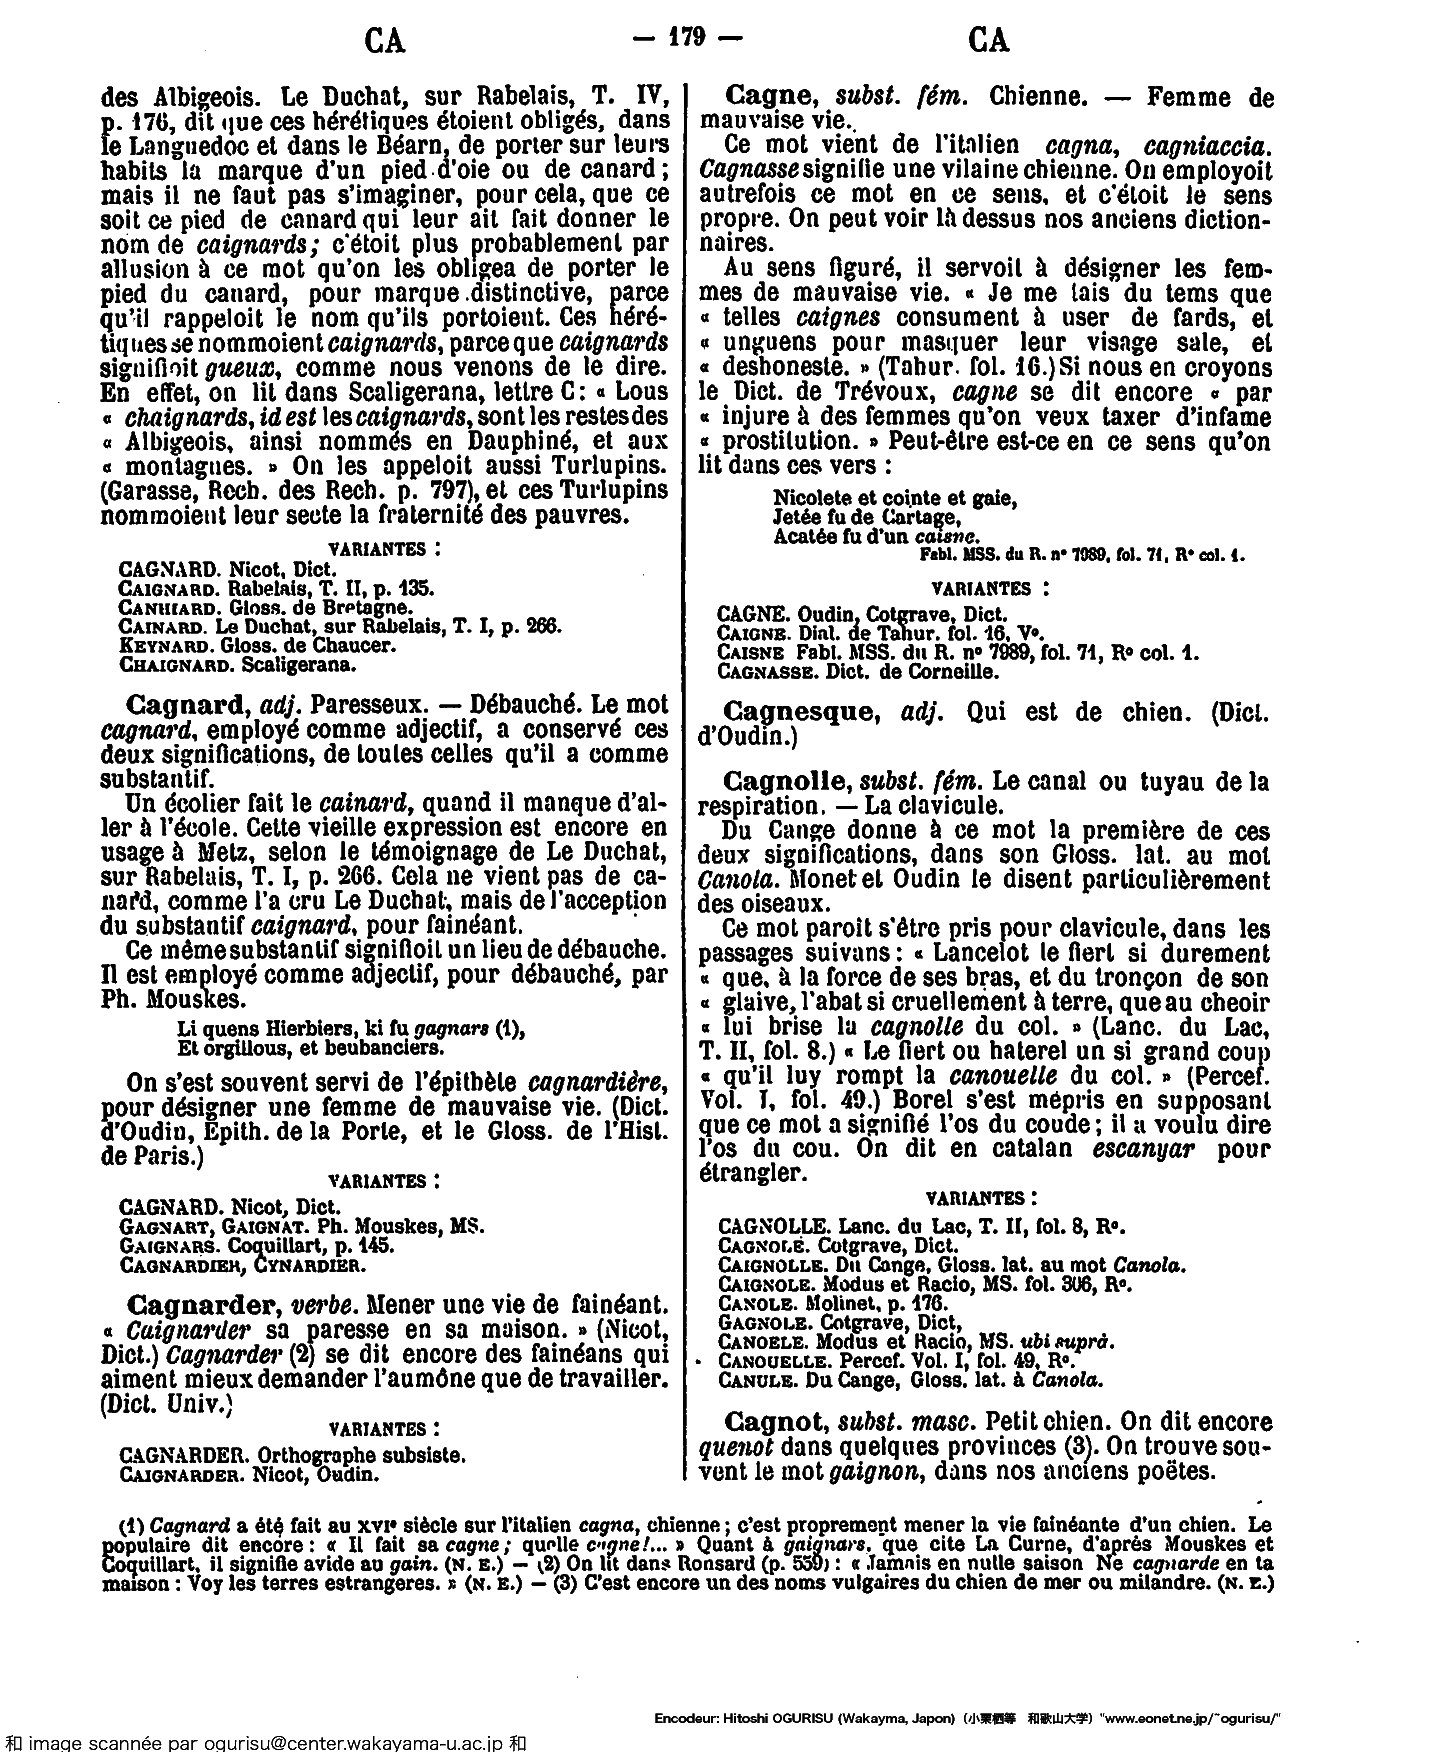 CA — 179 — CA
des Albigeois. Le Duchat, sur Rabelais, T. IV,
p. 176, dit que ces hérétiques étoient obligés, dans
le Languedoc et dans le Béarn, de porter sur leurs
habits la marque d'un pied d'oie ou de canard ;
mais il ne faut pas s'imaginer, pour cela, que ce
soit ce pied de canard qui leur ait fait donner le
nom de caignards ; c'étoit plus probablement par
allusion à ce mot qu'on les obligea de porter le
pied du canard, pour marque distinctive, parce
qu'il rappeloit le nom qu'ils portoient. Ces héré-
tiques se nommoient caignards, parce que caignards
signifioit gueux, comme nous venons de le dire.
En effet, on lit dans Scaligerana, lettre C : « Lous
« chaignards, id est les caignards, sont les restes des
« Albigeois, ainsi nommés en Dauphiné, et aux
« montagnes. » On les appeloit aussi Turlupins.
(Garasse, Rech. des Rech. p. 797), et ces Turlupins
nommoient leur secte la fraternité des pauvres.
VARIANTES :
CAGNARD. Nicot, Dict.
CAIGNARD. Rabelais, T. II, p. 135.
CANHIARD. Gloss. de Bretagne.
CAINARD. Le Duchat, sur Rabelais, T. I, p. 266.
KEYNARD. Gloss. de Chaucer.
CHAIGNARD. Scaligerana.
Cagnard, adj. Paresseux. — Débauché. Le mot
cagnard, employé comme adjectif, a conservé ces
deux significations, de toutes celles qu'il a comme
substantif.
Un écolier fait le cainard, quand il manque d'al-
ler à l'école. Cette vieille expression est encore en
usage à Metz, selon le témoignage de Le Duchat,
sur Rabelais, T. I, p. 266. Cela ne vient pas de ca-
nard, comme l'a cru Le Duchat, mais de l'acception
du substantif caignard, pour fainéant.
Ce même substantif signifioit un lieu de débauche.
Il est employé comme adjectif, pour débauché, par
Ph. Mouskes.
Li quens Hierbiers, ki fu gagnars (1),
Et orgillous, et beubanciers.
On s'est souvent servi de l'épithète cagnardière,
pour désigner une femme de mauvaise vie. (Dict.
d'Oudin, Epith. de la Porte, et le Gloss. de l'Hist.
de Paris.)
VARIANTES :
CAGNARD. Nicot, Dict.
GAGNART, GAIGNAT. Ph. Mouskes, MS.
GAIGNARS. Coquillart, p. 145.
CAGNARDIER, CYNARDIER.
Cagnarder, verbe. Mener une vie de fainéant.
« Caignarder sa paresse en sa maison. » (Nicot,
Dict.) Cagnarder (2) se dit encore des fainéans qui
aiment mieux demander l'aumône que de travailler.
(Dict. Univ.)
VARIANTES :
CAGNARDER. Orthographe subsiste.
CAIGNARDER. Nicot, Oudin.
Cagne, subst. fém. Chienne. — Femme de
mauvaise vie.
Ce mot vient de l'italien cagna, cagniaccia.
Cagnasse signifie une vilaine chienne. On employoit
autrefois ce mot en ce sens, et c'étoit le sens
propre. On peut voir là dessus nos anciens diction-
naires.
Au sens figuré, il servoit à désigner les fem-
mes de mauvaise vie. « Je me tais du tems que
« telles caignes consument à user de fards, et
« unguens pour masquer leur visage sale, et
« deshoneste. » (Tahur. fol. 16.) Si nous en croyons
le Dict. de Trévoux, cagne se dit encore « par
« injure à des femmes qu'on veux taxer d'infame
« prostitution. » Peut-être est-ce en ce sens qu'on
lit dans ces vers :
Nicolete et cointe et gaie,
Jetée fu de Cartage,
Acatée fu d'un caisne.
Fabl. MSS. du R. n° 7989, fol. 71, R° col. 1.
VARIANTES :
CAGNE. Oudin, Cotgrave, Dict.
CAIGNE. Dial. de Tahur. fol. 16, V°.
CAISNE Fabl. MSS. du R. n° 7989, fol. 71, R° col. 1.
CAGNASSE. Dict. de Corneille.
Cagnesque, adj. Qui est de chien. (Dict.
d'Oudin.)
Cagnolle, subst. fém. Le canal ou tuyau de la
respiration. — La clavicule.
Du Cange donne à ce mot la première de ces
deux significations, dans son Gloss. lat. au mot
Canola. Monet et Oudin le disent particulièrement
des oiseaux.
Ce mot paroit s'être pris pour clavicule, dans les
passages suivans : « Lancelot le fiert si durement
« que, à la force de ses bras, et du tronçon de son
« glaive, l'abat si cruellement à terre, que au cheoir
« lui brise la cagnolle du col. » (Lanc. du Lac,
T. II, fol. 8.) « Le fiert ou haterel un si grand coup
« qu'il luy rompt la canouelle du col. » (Percef.
Vol. I, fol. 49.) Borel s'est mépris en supposant
que ce mot a signifié l'os du coude ; il a voulu dire
l'os du cou. On dit en catalan escanyar pour
étrangler.
VARIANTES :
CAGNOLLE. Lanc. du Lac, T. II, fol. 8, R°.
CAGNOLE. Cotgrave, Dict.
CAIGNOLLE. Du Cange, Gloss. lat. au mot Canola.
CAIGNOLE. Modus et Racio, MS. fol. 306, R°.
CANOLE. Molinet, p. 176.
GAGNOLE. Cotgrave, Dict,
CANOELE. Modus et Racio, MS. ubi suprà.
CANOUELLE. Percef. Vol. I, fol. 49, R°.
CANULE. Du Cange, Gloss. lat. à Canola.
Cagnot, subst. masc. Petit chien. On dit encore
quenot dans quelques provinces (3). On trouve sou-
vent le mot gaignon, dans nos anciens poëtes.
(1) Cagnard a été fait au XVIe siècle sur l'italien cagna, chienne ; c'est proprement mener la vie fainéante d'un chien. Le
populaire dit encore : « Il fait sa cagne ; quelle cagne !... » Quant à gaignars, que cite La Curne, d'après Mouskes et
Coquillart, il signifie avide au gain. (N. E.) — (2) On lit dans Ronsard (p. 559) : « Jamais en nulle saison Ne cagnarde en ta
maison : Voy les terres estrangeres. » (N. E.) — (3) C'est encore un des noms vulgaires du chien de mer ou milandre. (N. E.)
Encodeur: Hitoshi OGURISU (Wakayma, Japon) (小栗栖等 和歌山大学) "www.eonet.ne.jp/~ogurisu/"
和 image scannée par ogurisu@center.wakayama-u.ac.jp 和